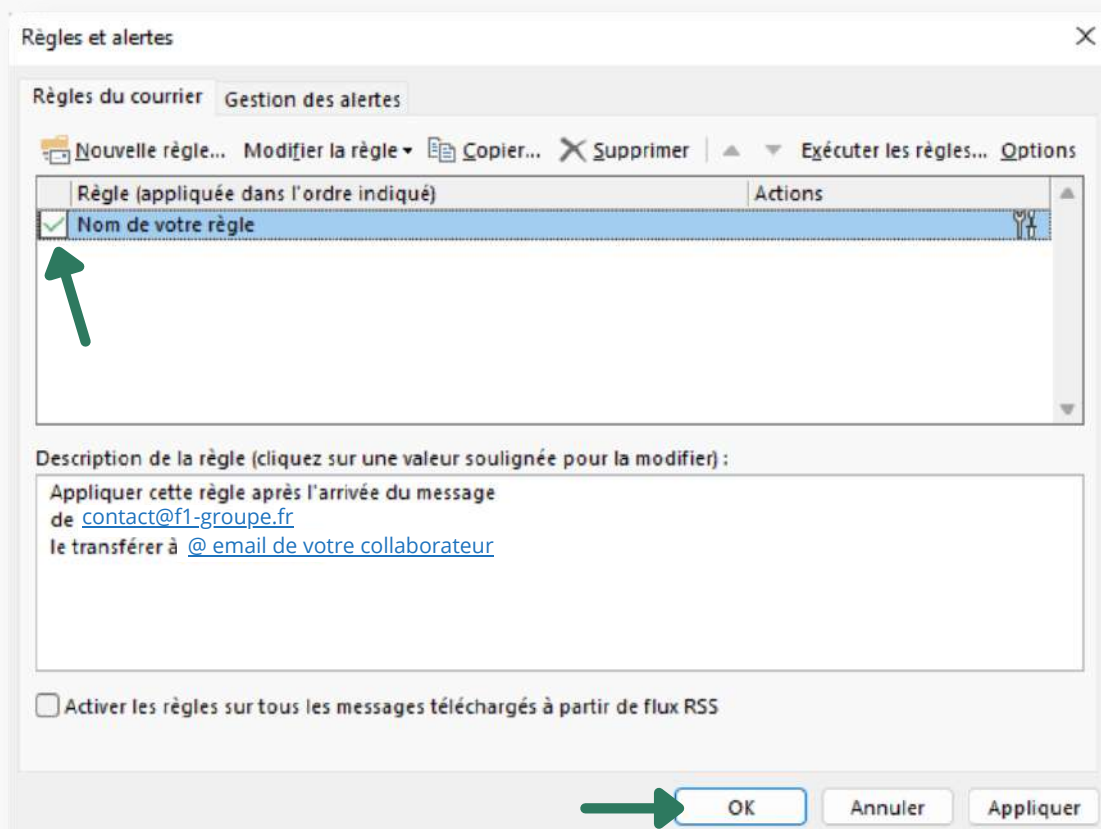 Règles et alertes
Règles du courrier Gestion des alertes
Nouvelle règle... Modifier la règle Copier... Supprimer Exécuter les règles... Options
Règle (appliquée dans l'ordre indiqué) Actions
Nom de votre règle
Description de la règle (cliquez sur une valeur soulignée pour la modifier) :
Appliquer cette règle après l'arrivée du message
de contact@f1-groupe.fr
le transférer à @ email de votre collaborateur
Activer les règles sur tous les messages téléchargés à partir de flux RSS
OK Annuler Appliquer